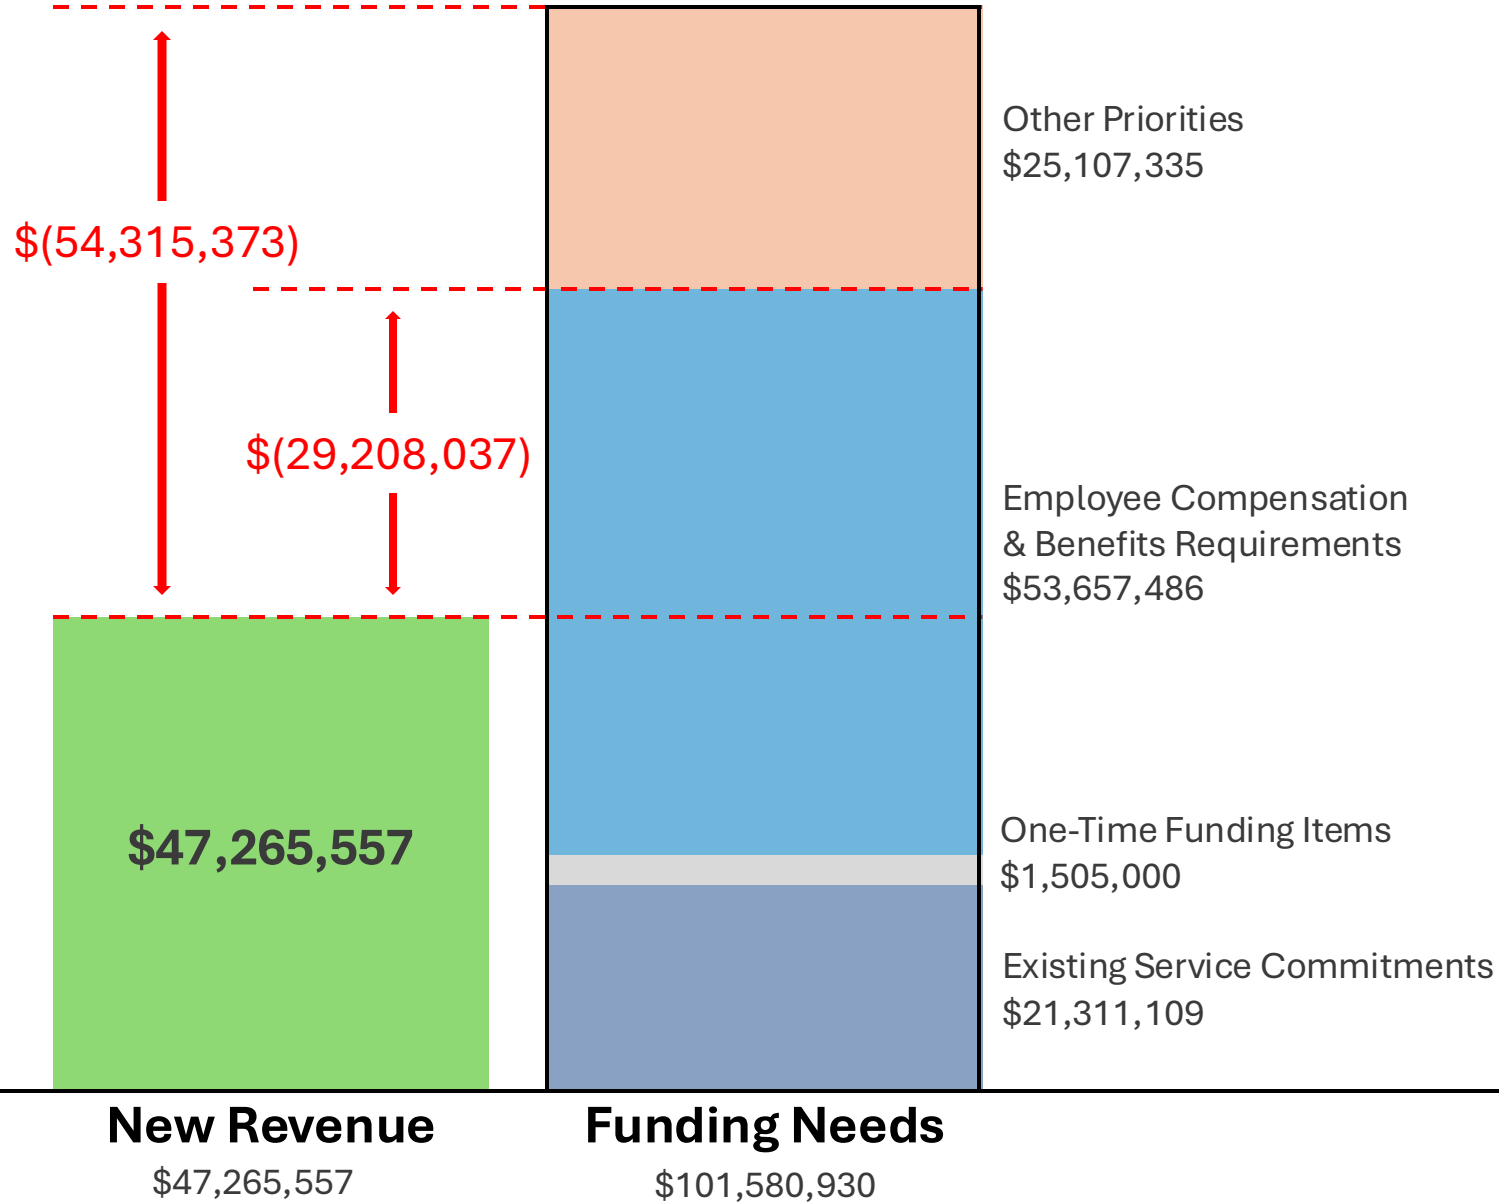 Other Priorities
$25,107,335
$(54,315,373)
$(29,208,037)
Employee Compensation
& Benefits Requirements
$53,657,486
$47,265,557
One-Time Funding Items
$1,505,000
Existing Service Commitments
$21,311,109
New Revenue
$47,265,557
Funding Needs
$101,580,930